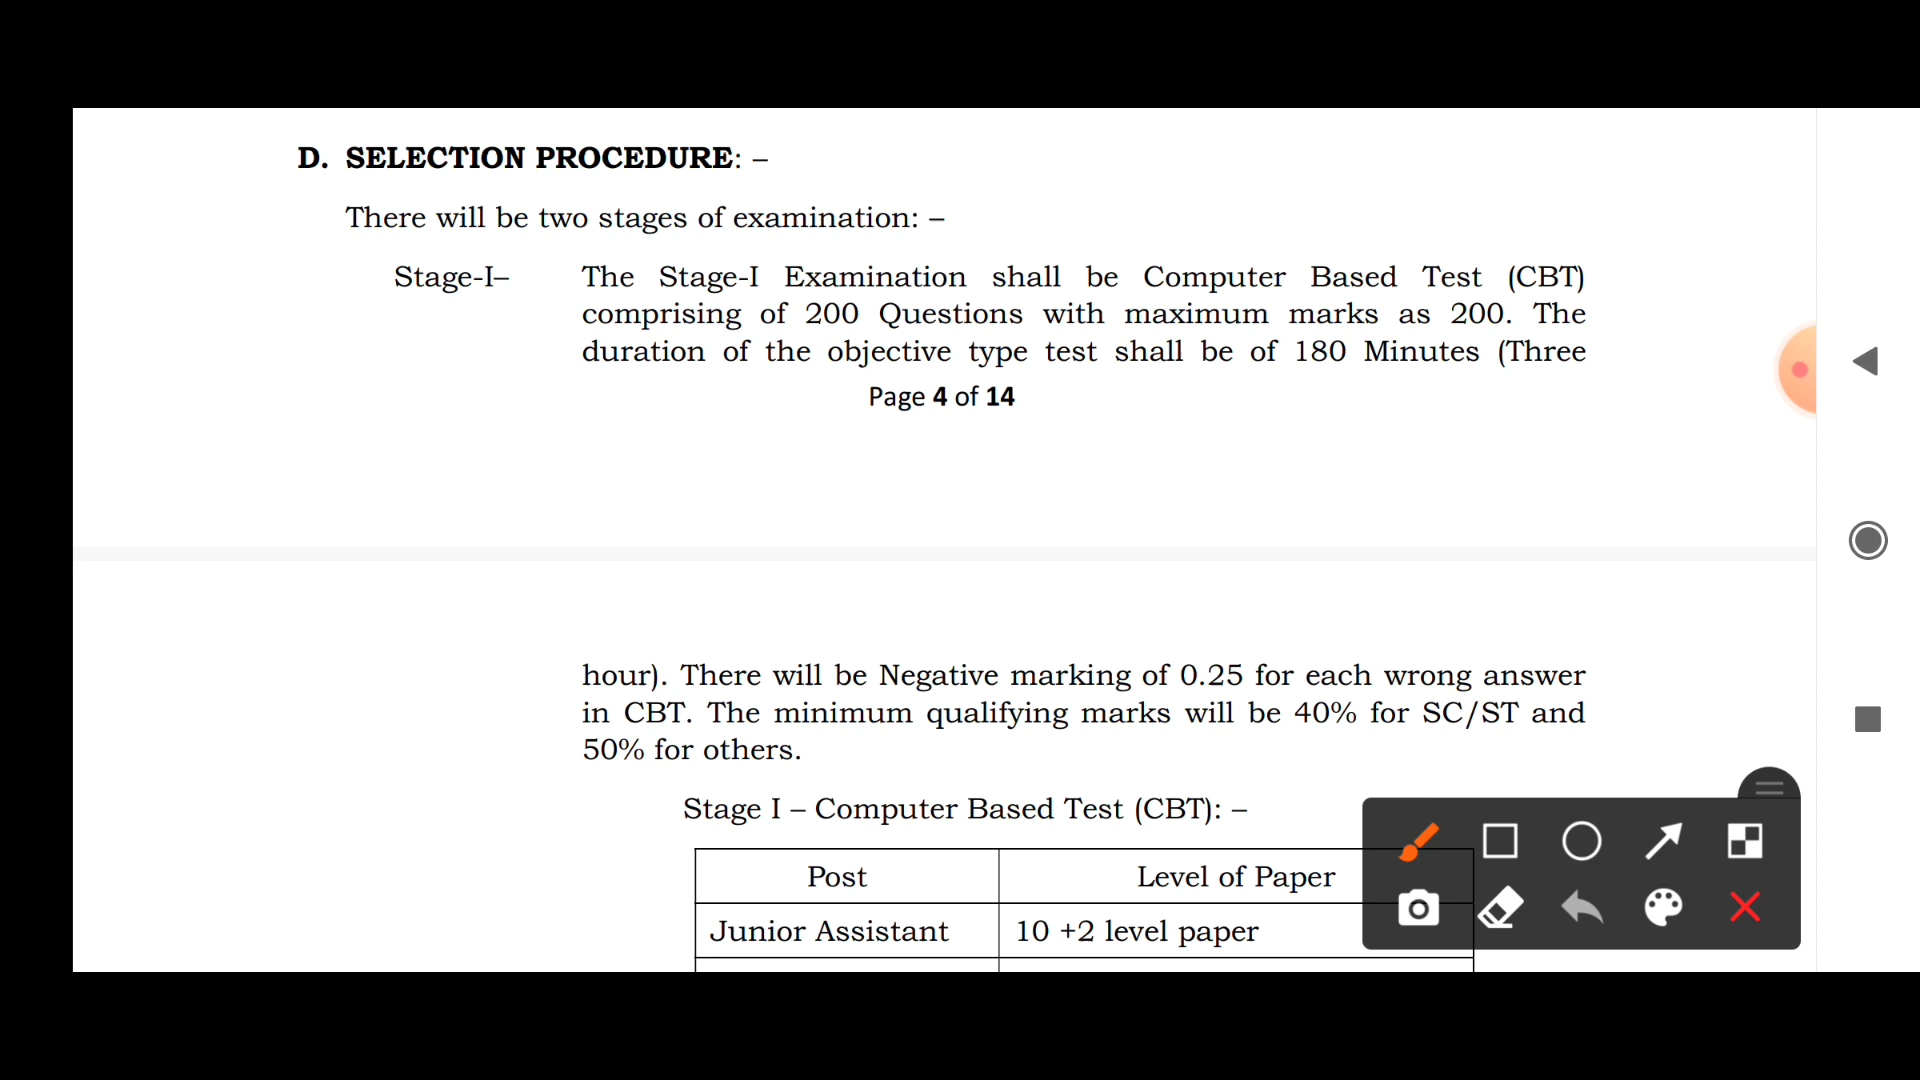 D. SELECTION PROCEDURE: –
There will be two stages of examination: –
Stage-I– The Stage-I Examination shall be Computer Based Test (CBT)
comprising of 200 Questions with maximum marks as 200. The
duration of the objective type test shall be of 180 Minutes (Three
Page 4 of 14
hour). There will be Negative marking of 0.25 for each wrong answer
in CBT. The minimum qualifying marks will be 40% for SC/ST and
50% for others.
Stage I – Computer Based Test (CBT): –
Post Level of Paper
Junior Assistant 10 +2 level paper